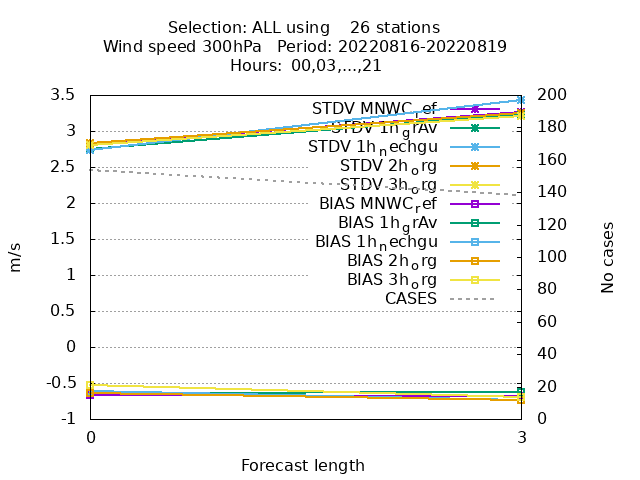 Selection: ALL using 26 stations
Wind speed 300hPa Period: 20220816-20220819
Hours: 00,03,...,21
3.5
3
2.5
2
1.5
1
0.5
0
-0.5
-1
m/s
200
180
160
140
120
100
80
60
40
20
0
No cases
STDV MNWC_ref
STDV 1h_grAv
STDV 1h_nechgu
STDV 2h_org
STDV 3h_org
BIAS MNWC_ref
BIAS 1h_grAv
BIAS 1h_nechgu
BIAS 2h_org
BIAS 3h_org
CASES
0
3
Forecast length